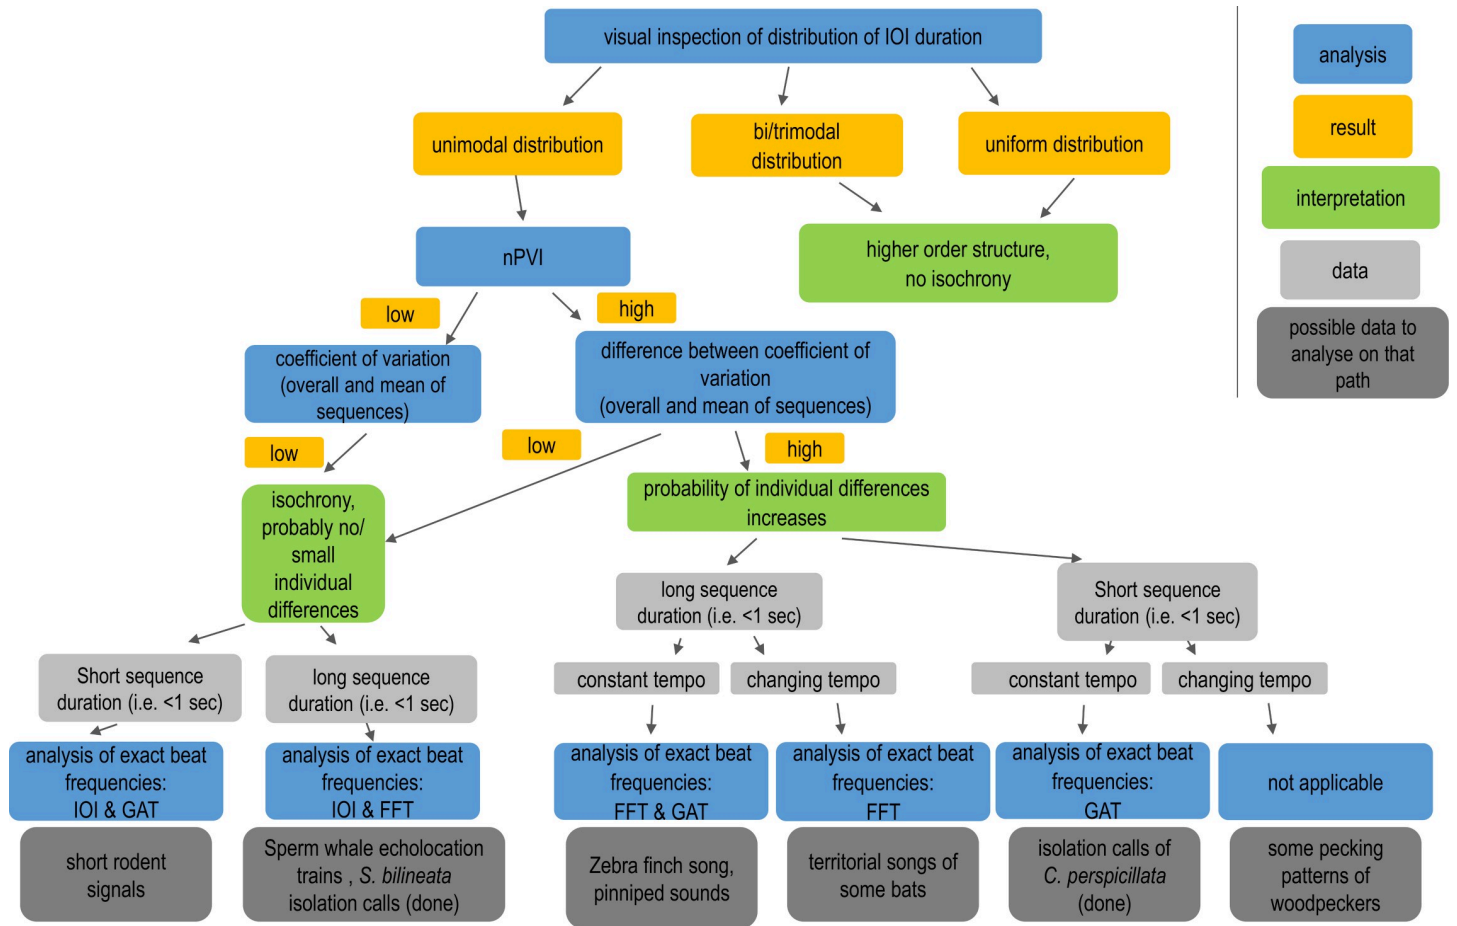 visual inspection of distribution of IOI duration
analysis
result
interpretation
data
possible data to
analyse on that
path
unimodal distribution
bi/trimodal
distribution
uniform distribution
nPVI
higher order structure,
no isochrony
low
high
coefficient of variation
(overall and mean of
sequences)
difference between coefficient of
variation
(overall and mean of sequences)
low
low
high
isochrony,
probably no/
small
individual
differences
probability of individual differences
increases
long sequence
duration (i.e. <1 sec)
Short sequence
duration (i.e. <1 sec)
Short sequence
duration (i.e. <1 sec)
long sequence
duration (i.e. <1 sec)
constant tempo
changing tempo
constant tempo
changing tempo
analysis of exact beat
frequencies:
IOI & GAT
analysis of exact beat
frequencies:
IOI & FFT
analysis of exact beat
frequencies:
FFT & GAT
analysis of exact beat
frequencies:
FFT
analysis of exact beat
frequencies:
GAT
not applicable
short rodent
signals
Sperm whale echolocation
trains , S. bilineata
isolation calls (done)
Zebra finch song,
pinniped sounds
territorial songs of
some bats
isolation calls of
C. perspicillata
(done)
some pecking
patterns of
woodpeckers